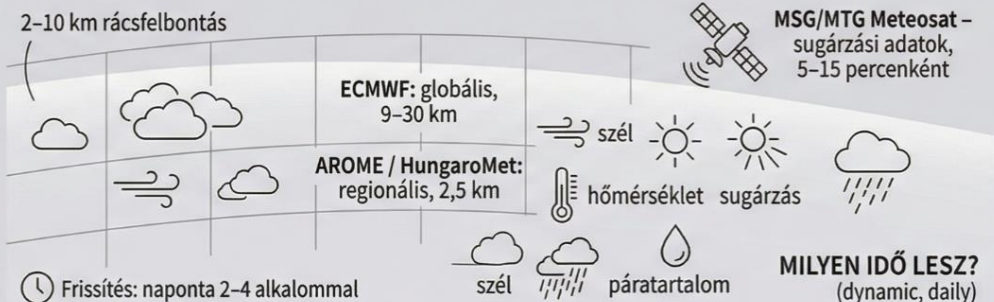 2–10 km rácsfelbontás
MSG/MTG Meteosat –
sugárzási adatok,
5–15 percenként
ECMWF: globális,
9–30 km
szél
AROME / HungaroMet:
regionális, 2,5 km
hőmérséklet sugárzás
szél
páratartalom
MILYEN IDŐ LESZ?
(dynamic, daily)
Frissítés: naponta 2–4 alkalommal